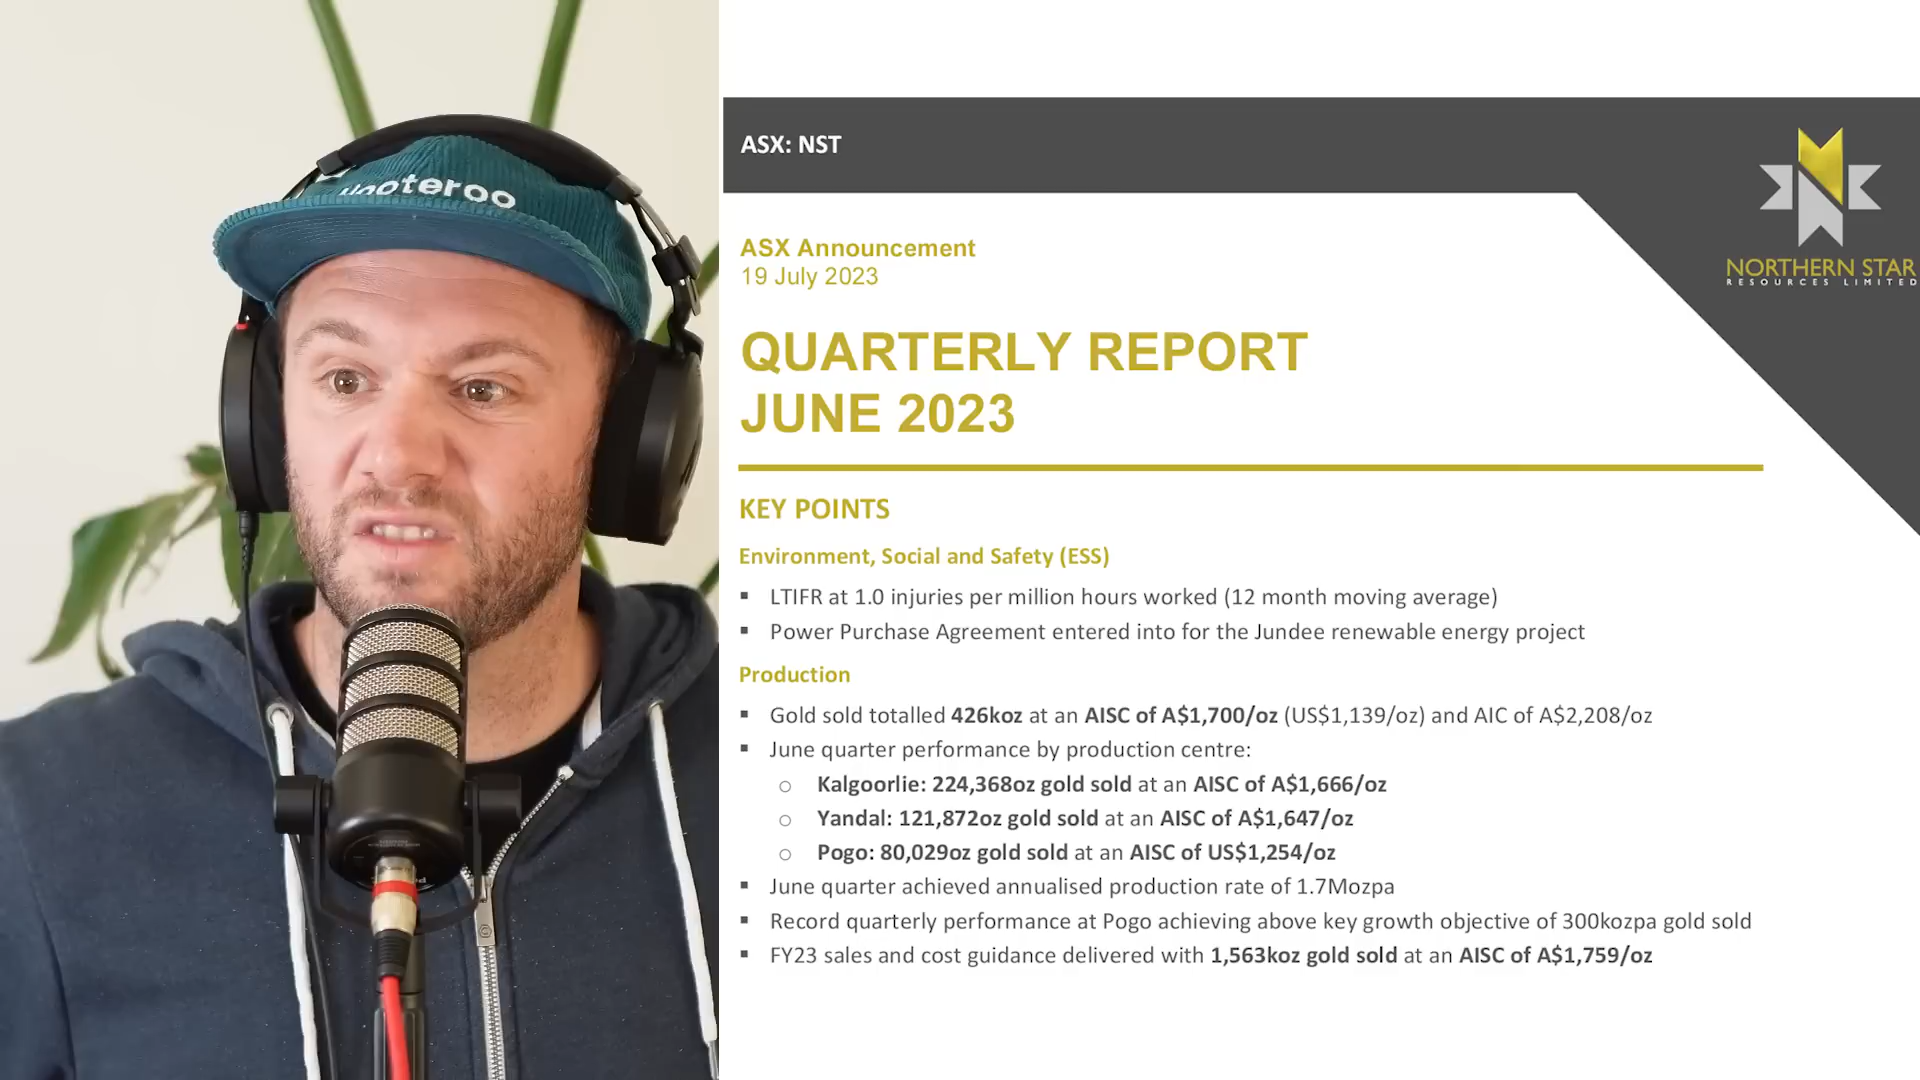 ASX: NST
NORTHERN STAR
RESOURCES LIMITED
ASX Announcement
19 July 2023
QUARTERLY REPORT
JUNE 2023
KEY POINTS
Environment, Social and Safety (ESS)
▪ LTIFR at 1.0 injuries per million hours worked (12 month moving average)
▪ Power Purchase Agreement entered into for the Jundee renewable energy project
Production
▪ Gold sold totalled 426koz at an AISC of A$1,700/oz (US$1,139/oz) and AIC of A$2,208/oz
▪ June quarter performance by production centre:
o Kalgoorlie: 224,368oz gold sold at an AISC of A$1,666/oz
o Yandal: 121,872oz gold sold at an AISC of A$1,647/oz
o Pogo: 80,029oz gold sold at an AISC of US$1,254/oz
▪ June quarter achieved annualised production rate of 1.7Mozpa
▪ Record quarterly performance at Pogo achieving above key growth objective of 300kozpa gold sold
▪ FY23 sales and cost guidance delivered with 1,563koz gold sold at an AISC of A$1,759/oz